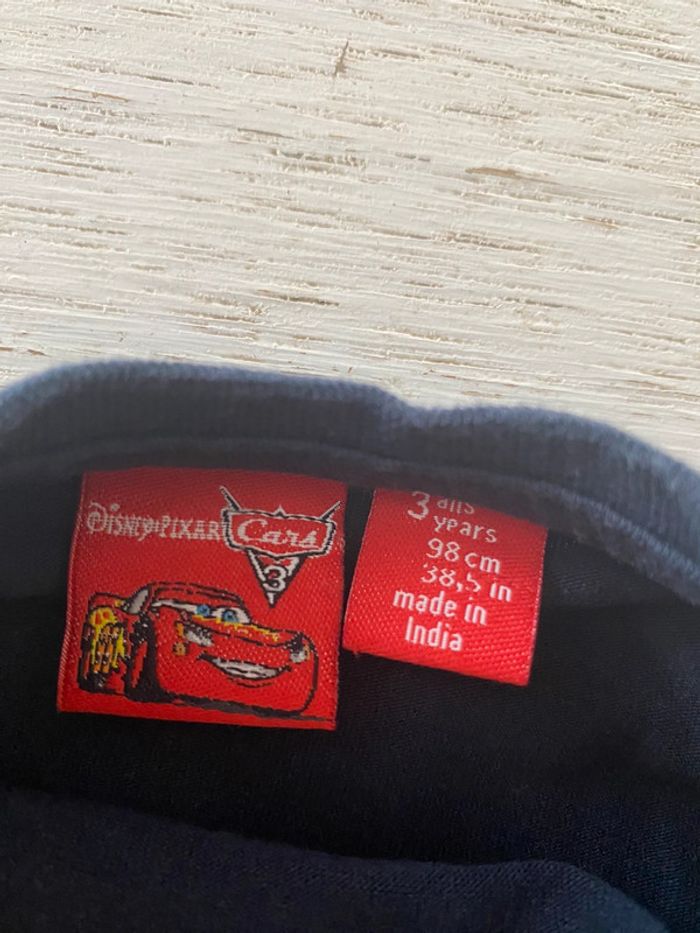 Disney·PIXAR Cars
3
3 ans
years
98 cm
38,5 in
made in
India